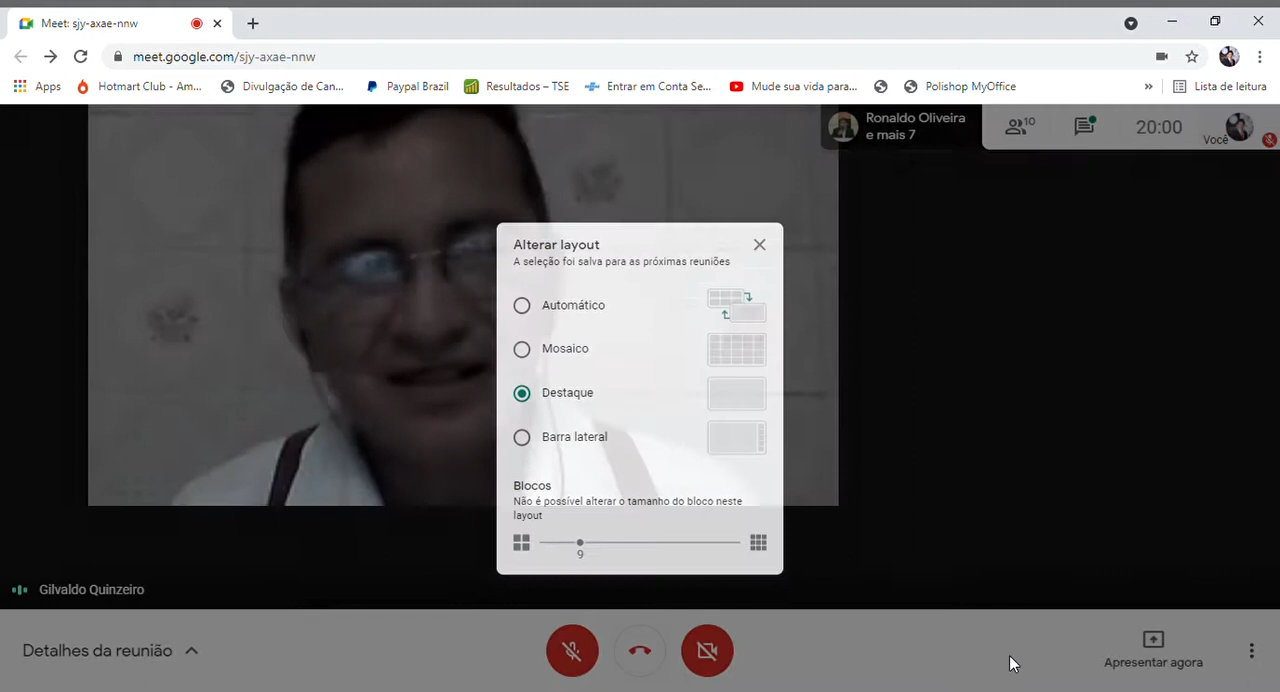 Meet: sjy-axae-nnw
meet.google.com/sjy-axae-nnw
Apps
Hotmart Club - Am...
Divulgação de Can...
Paypal Brazil
Resultados – TSE
Entrar em Conta Se...
Mude sua vida para...
Polishop MyOffice
»
Lista de leitura
Ronaldo Oliveira
e mais 7
10
20:00
Você
Alterar layout
A seleção foi salva para as próximas reuniões
Automático
Mosaico
Destaque
Barra lateral
Blocos
Não é possível alterar o tamanho do bloco neste
layout
9
Gilvaldo Quinzeiro
Detalhes da reunião
Apresentar agora